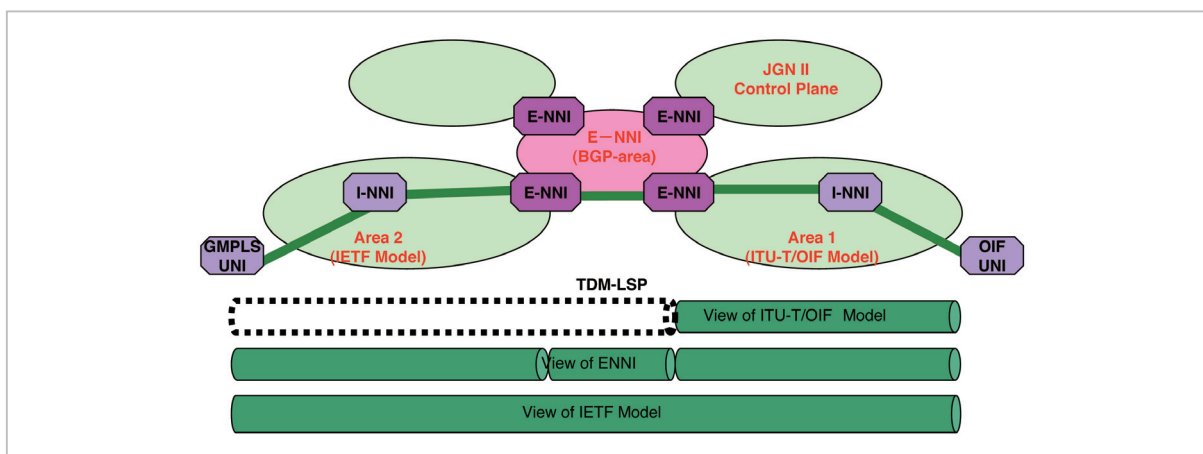 JGN II
Control Plane
E-NNI
E-NNI
E–NNI
(BGP-area)
I-NNI
E-NNI
E-NNI
I-NNI
GMPLS
UNI
Area 2
(IETF Model)
Area 1
(ITU-T/OIF Model)
OIF
UNI
TDM-LSP
View of ITU-T/OIF Model
View of ENNI
View of IETF Model